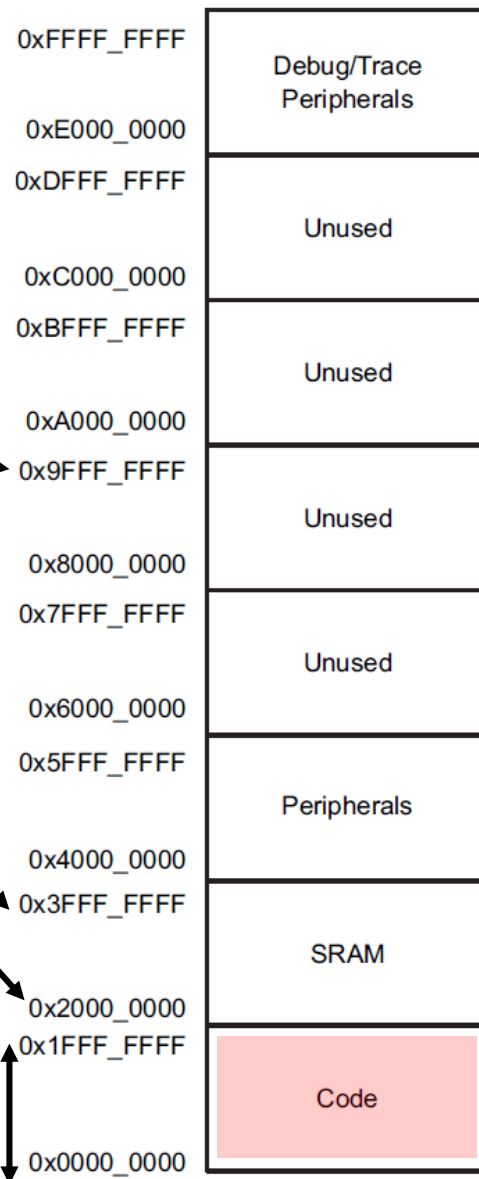 0xFFFF_FFFF
Debug/Trace
Peripherals
0xE000_0000
0xDFFF_FFFF
Unused
0xC000_0000
0xBFFF_FFFF
Unused
0xA000_0000
0x9FFF_FFFF
Unused
0x8000_0000
0x7FFF_FFFF
Unused
0x6000_0000
0x5FFF_FFFF
Peripherals
0x4000_0000
0x3FFF_FFFF
SRAM
0x2000_0000
0x1FFF_FFFF
Code
0x0000_0000